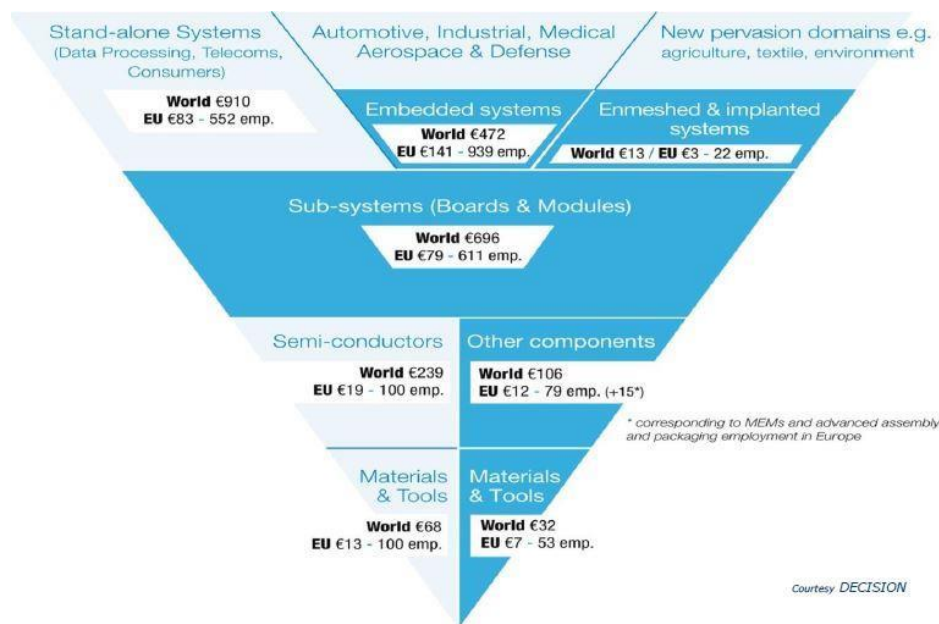 Stand-alone Systems
(Data Processing, Telecoms,
Consumers)
World €910
EU €83 - 552 emp.
Automotive, Industrial, Medical
Aerospace & Defense
Embedded systems
World €472
EU €141 - 939 emp.
New pervasion domains e.g.
agriculture, textile, environment
Enmeshed & implanted
systems
World €13 / EU €3 - 22 emp.
Sub-systems (Boards & Modules)
World €696
EU €79 - 611 emp.
Semi-conductors
World €239
EU €19 - 100 emp.
Other components
World €106
EU €12 - 79 emp. (+15*)
* corresponding to MEMs and advanced assembly
and packaging employment in Europe
Materials
& Tools
World €68
EU €13 - 100 emp.
Materials
& Tools
World €32
EU €7 - 53 emp.
Courtesy DECISION